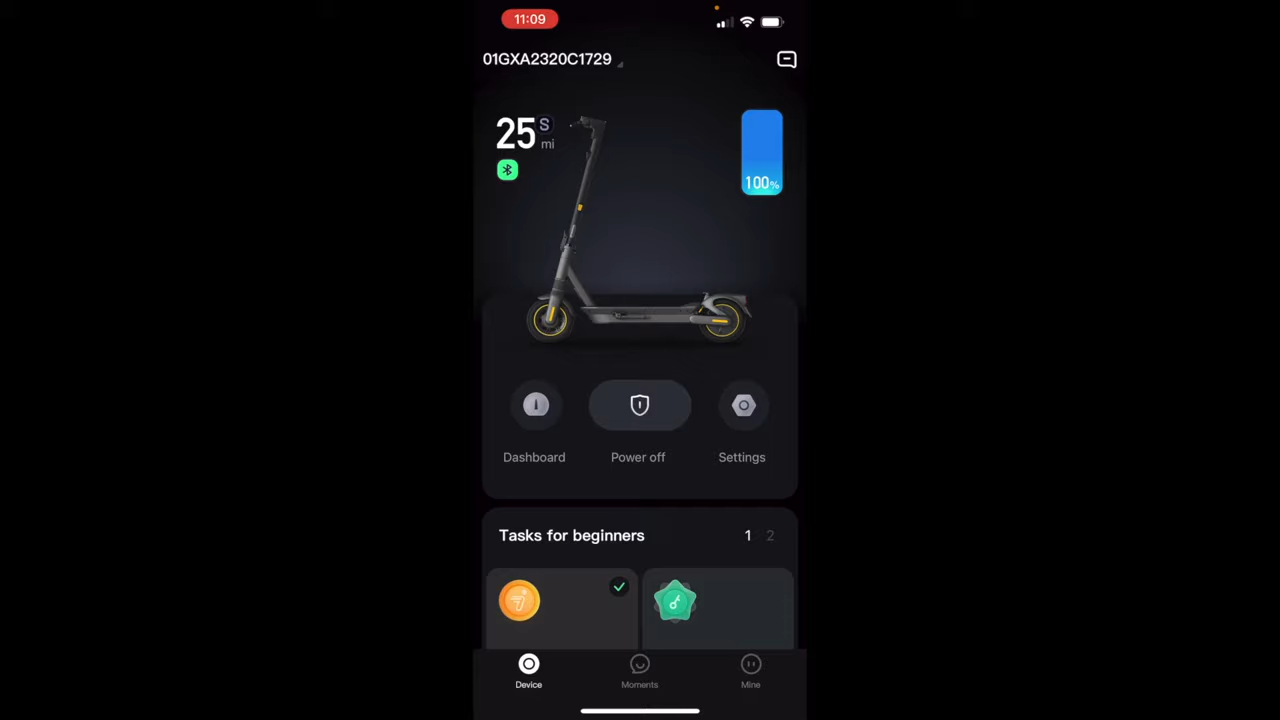 11:09
01GXA2320C1729
25 S
mi
100%
Dashboard
Power off
Settings
Tasks for beginners
1 2
Device
Moments
Mine